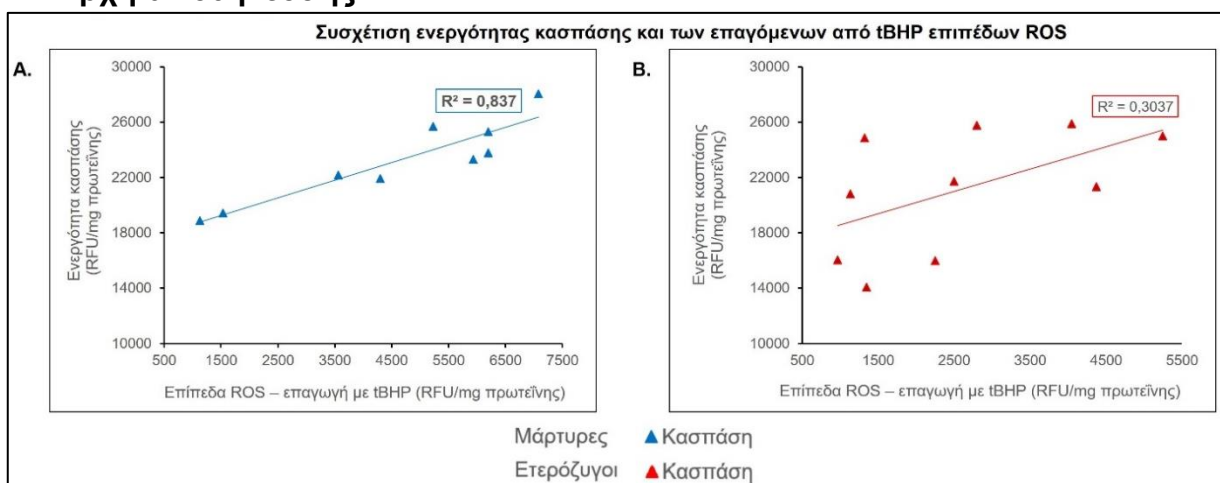 Συσχέτιση ενεργότητας κασπάσης και των επαγόμενων από tBHP επιπέδων ROS
A.
30000
26000
22000
18000
14000
10000
R² = 0,837
500 1500 2500 3500 4500 5500 6500 7500
Ενεργότητα κασπάσης
(RFU/mg πρωτεΐνης)
Επίπεδα ROS – επαγωγή με tBHP (RFU/mg πρωτεΐνης)
B.
30000
26000
22000
18000
14000
10000
R² = 0,3037
500 1500 2500 3500 4500 5500
Ενεργότητα κασπάσης
(RFU/mg πρωτεΐνης)
Επίπεδα ROS – επαγωγή με tBHP (RFU/mg πρωτεΐνης)
Μάρτυρες Κασπάση
Ετερόζυγοι Κασπάση